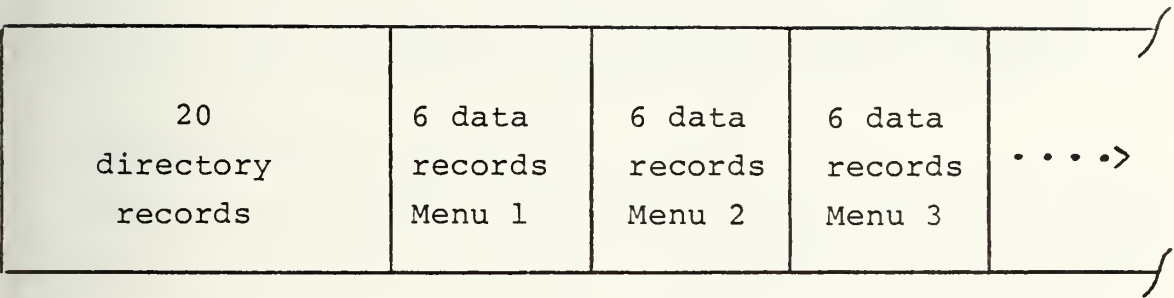 20
directory
records
6 data
records
Menu 1
6 data
records
Menu 2
6 data
records
Menu 3